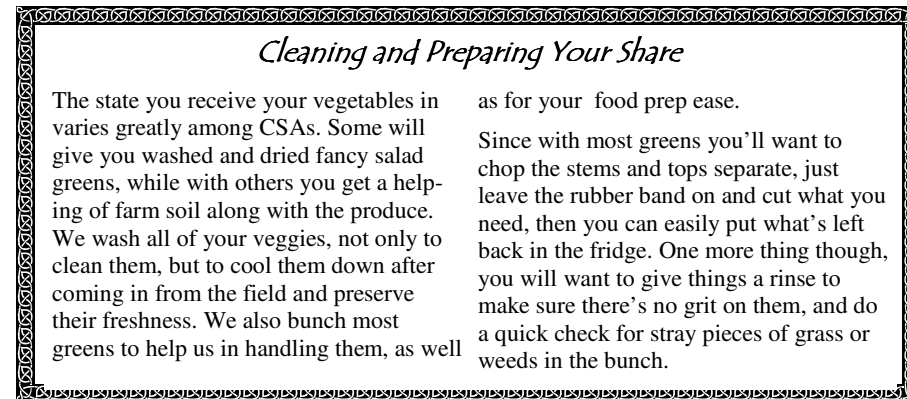 Cleaning and Preparing Your Share
The state you receive your vegetables in
varies greatly among CSAs. Some will
give you washed and dried fancy salad
greens, while with others you get a help-
ing of farm soil along with the produce.
We wash all of your veggies, not only to
clean them, but to cool them down after
coming in from the field and preserve
their freshness. We also bunch most
greens to help us in handling them, as well
as for your  food prep ease.
Since with most greens you’ll want to
chop the stems and tops separate, just
leave the rubber band on and cut what you
need, then you can easily put what’s left
back in the fridge. One more thing though,
you will want to give things a rinse to
make sure there’s no grit on them, and do
a quick check for stray pieces of grass or
weeds in the bunch.